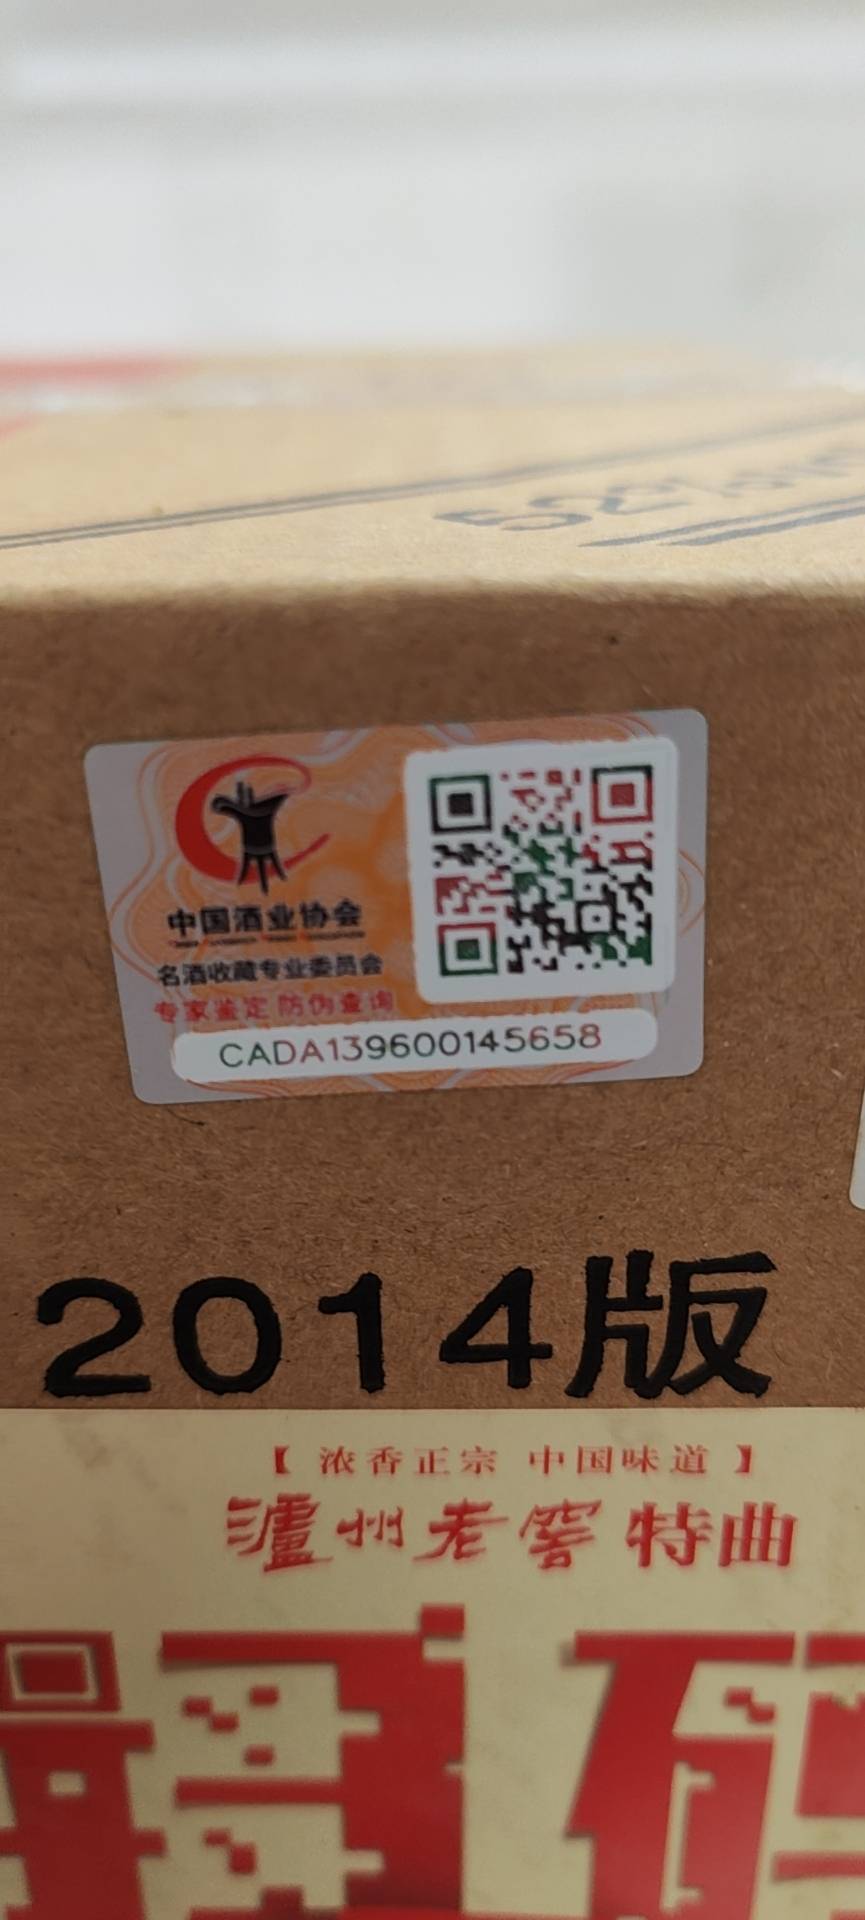 52%vol
中国酒业协会
名酒收藏专业委员会
专家鉴定 防伪查询
CADA139600145658
2014版
【 浓香正宗 中国味道 】
泸州老窖特曲